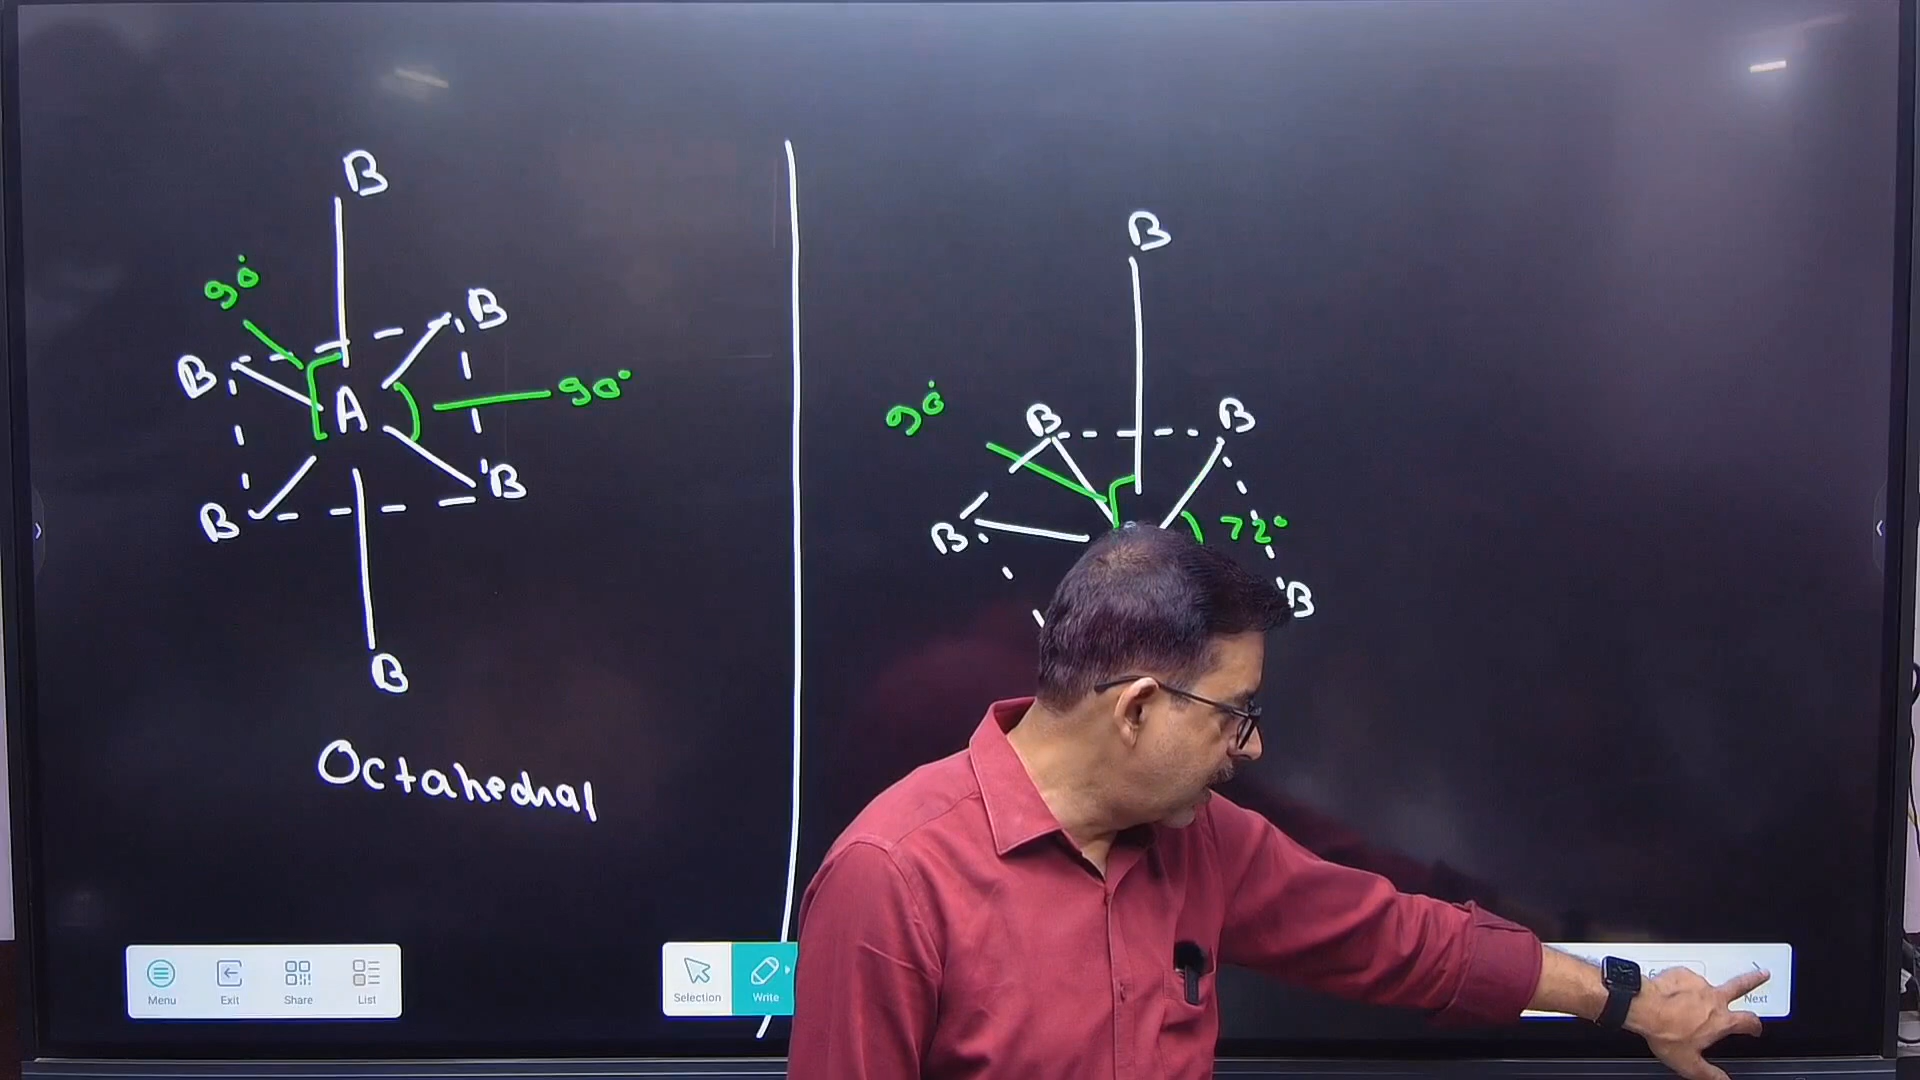 B
90°
B
B
A
90°
B
B
B
Octahedral
B
90°
B
B
B
72°
B
Menu
Exit
Share
List
Selection
Write
Next